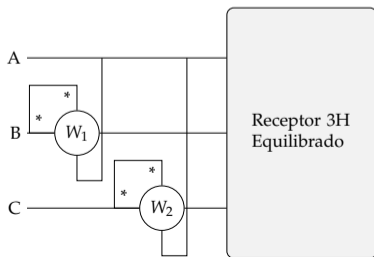 A
*
*
B
W₁
Receptor 3H
Equilibrado
*
*
C
W₂